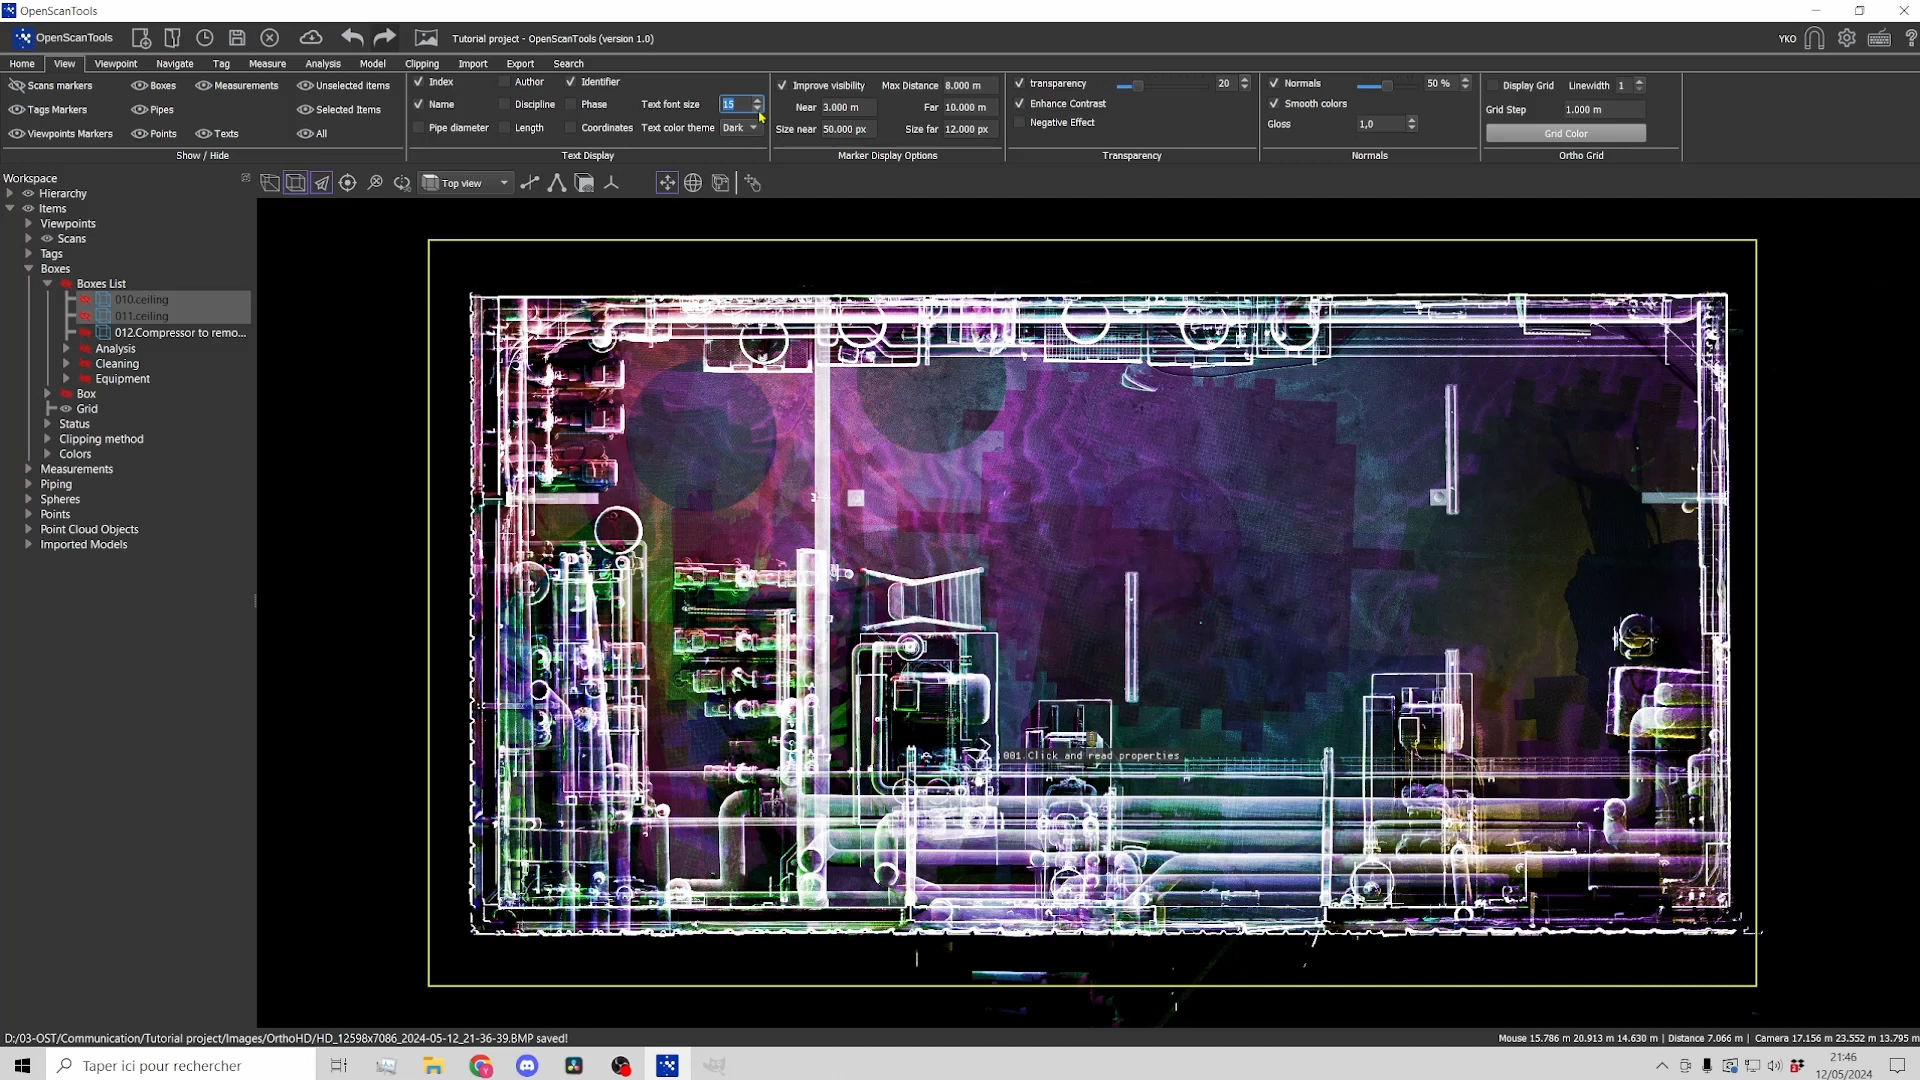 OpenScanTools
OpenScanTools
Tutorial project - OpenScanTools (version 1.0)
YKO
Home View Viewpoint Navigate Tag Measure Analysis Model Clipping Import Export Search
Scans markers Boxes Measurements Unselected items
Tags Markers Pipes Selected Items
Viewpoints Markers Points Texts All
Show / Hide
Index Author Identifier
Name Discipline Phase Text font size 15
Pipe diameter Length Coordinates Text color theme Dark
Text Display
Improve visibility Max Distance 8.000 m
Near 3.000 m Far 10.000 m
Size near 50.000 px Size far 12.000 px
Marker Display Options
transparency 20
Enhance Contrast
Negative Effect
Transparency
Normals 50 %
Smooth colors
Gloss 1,0
Normals
Display Grid Linewidth 1
Grid Step 1.000 m
Grid Color
Ortho Grid
Top view
Workspace
Hierarchy
Items
Viewpoints
Scans
Tags
Boxes
Boxes List
010.ceiling
011.ceiling
012.Compressor to remo...
Analysis
Cleaning
Equipment
Box
Grid
Status
Clipping method
Colors
Measurements
Piping
Spheres
Points
Point Cloud Objects
Imported Models
001.Click and read properties
D:/03-OST/Communication/Tutorial project/Images/OrthoHD/HD_12598x7086_2024-05-12_21-36-39.BMP saved!
Mouse 15.786 m 20.913 m 14.630 m | Distance 7.066 m | Camera 17.156 m 23.552 m 13.795 m
Taper ici pour rechercher
21:46
12/05/2024